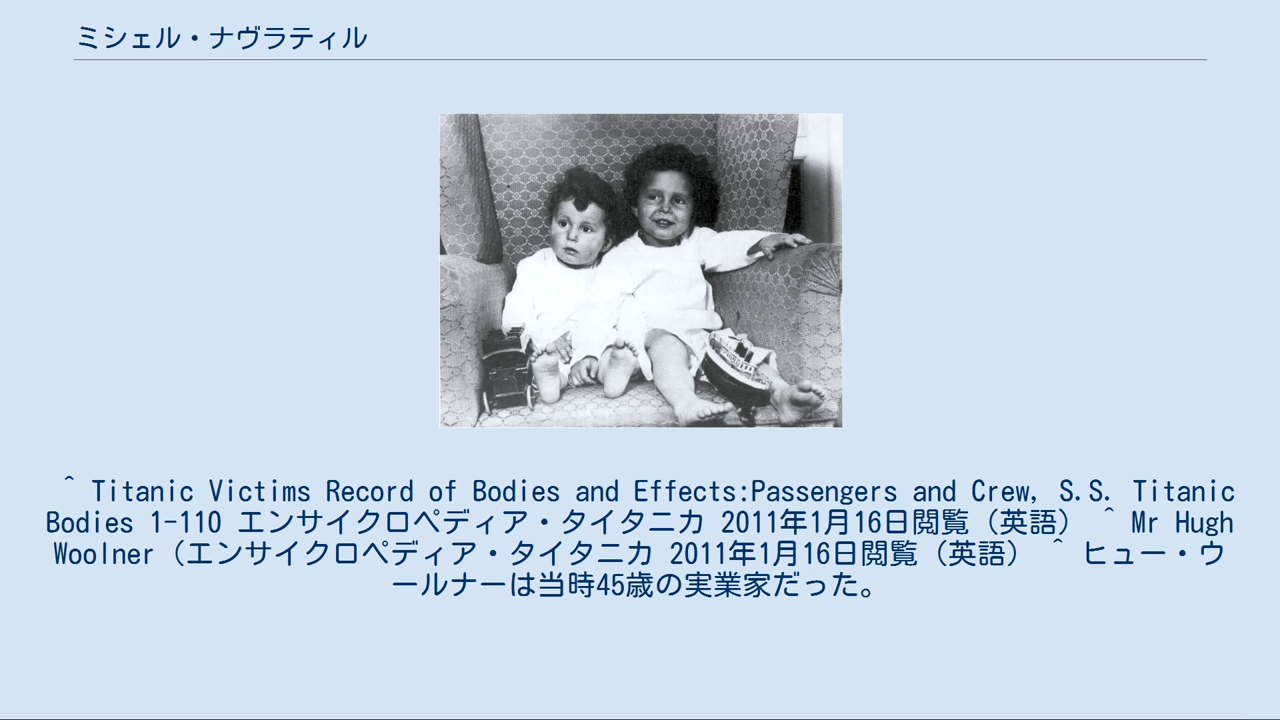 ミシェル・ナヴラティル
^ Titanic Victims Record of Bodies and Effects:Passengers and Crew, S.S. Titanic
Bodies 1-110 エンサイクロペディア・タイタニカ 2011年1月16日閲覧（英語） ^ Mr Hugh
Woolner（エンサイクロペディア・タイタニカ 2011年1月16日閲覧（英語） ^ ヒュー・ウ
ールナーは当時45歳の実業家だった。